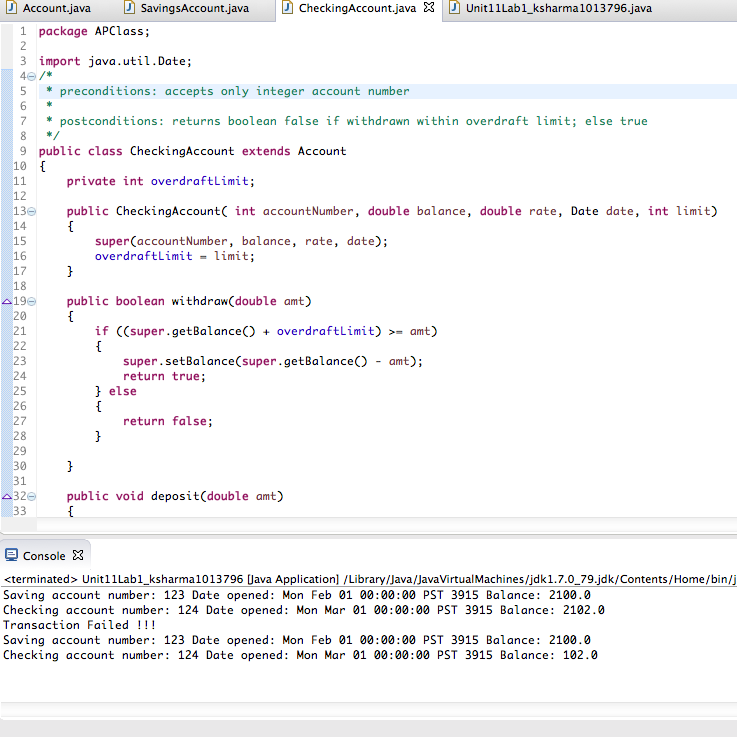 Account.java SavingsAccount.java CheckingAccount.java Unit11Lab1_ksharma1013796.java
1 package APClass;
2
3 import java.util.Date;
4 /*
5 * preconditions: accepts only integer account number
6 *
7 * postconditions: returns boolean false if withdrawn within overdraft limit; else true
8 */
9 public class CheckingAccount extends Account
10 {
11 private int overdraftLimit;
12
13 public CheckingAccount( int accountNumber, double balance, double rate, Date date, int limit)
14 {
15 super(accountNumber, balance, rate, date);
16 overdraftLimit = limit;
17 }
18
19 public boolean withdraw(double amt)
20 {
21 if ((super.getBalance() + overdraftLimit) >= amt)
22 {
23 super.setBalance(super.getBalance() - amt);
24 return true;
25 } else
26 {
27 return false;
28 }
29
30 }
31
32 public void deposit(double amt)
33 {
Console
<terminated> Unit11Lab1_ksharma1013796 [Java Application] /Library/Java/JavaVirtualMachines/jdk1.7.0_79.jdk/Contents/Home/bin/j
Saving account number: 123 Date opened: Mon Feb 01 00:00:00 PST 3915 Balance: 2100.0
Checking account number: 124 Date opened: Mon Mar 01 00:00:00 PST 3915 Balance: 2102.0
Transaction Failed !!!
Saving account number: 123 Date opened: Mon Feb 01 00:00:00 PST 3915 Balance: 2100.0
Checking account number: 124 Date opened: Mon Mar 01 00:00:00 PST 3915 Balance: 102.0